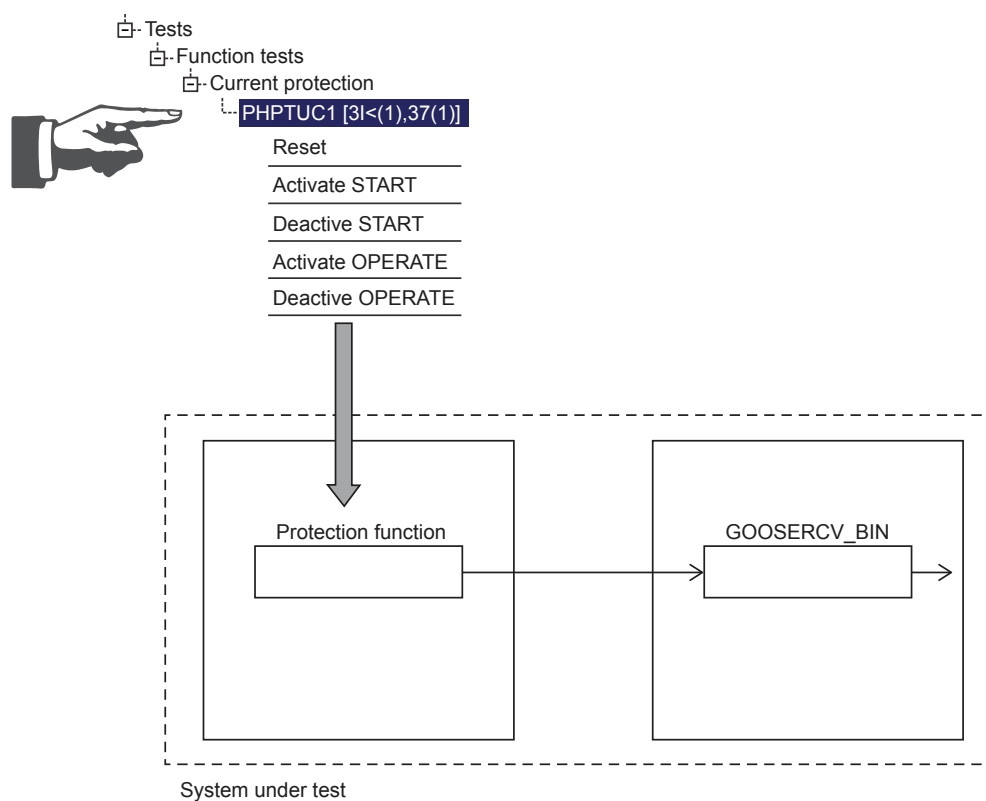 Tests
Function tests
Current protection
PHPTUC1 [3I<(1),37(1)]
Reset
Activate START
Deactive START
Activate OPERATE
Deactive OPERATE
Protection function
GOOSERCV_BIN
System under test